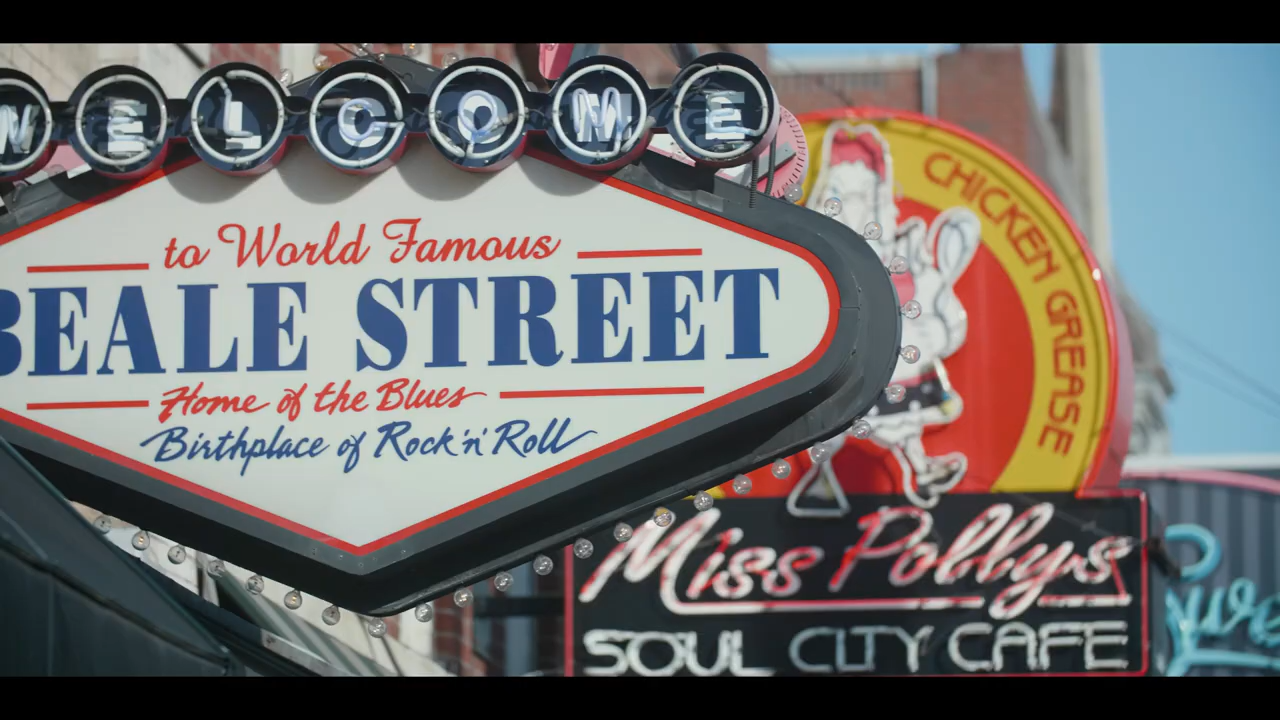 WELCOME
to World Famous
BEALE STREET
Home of the Blues
Birthplace of Rock'n'Roll
CHICKEN GREASE
Miss Polly's
SOUL CITY CAFE